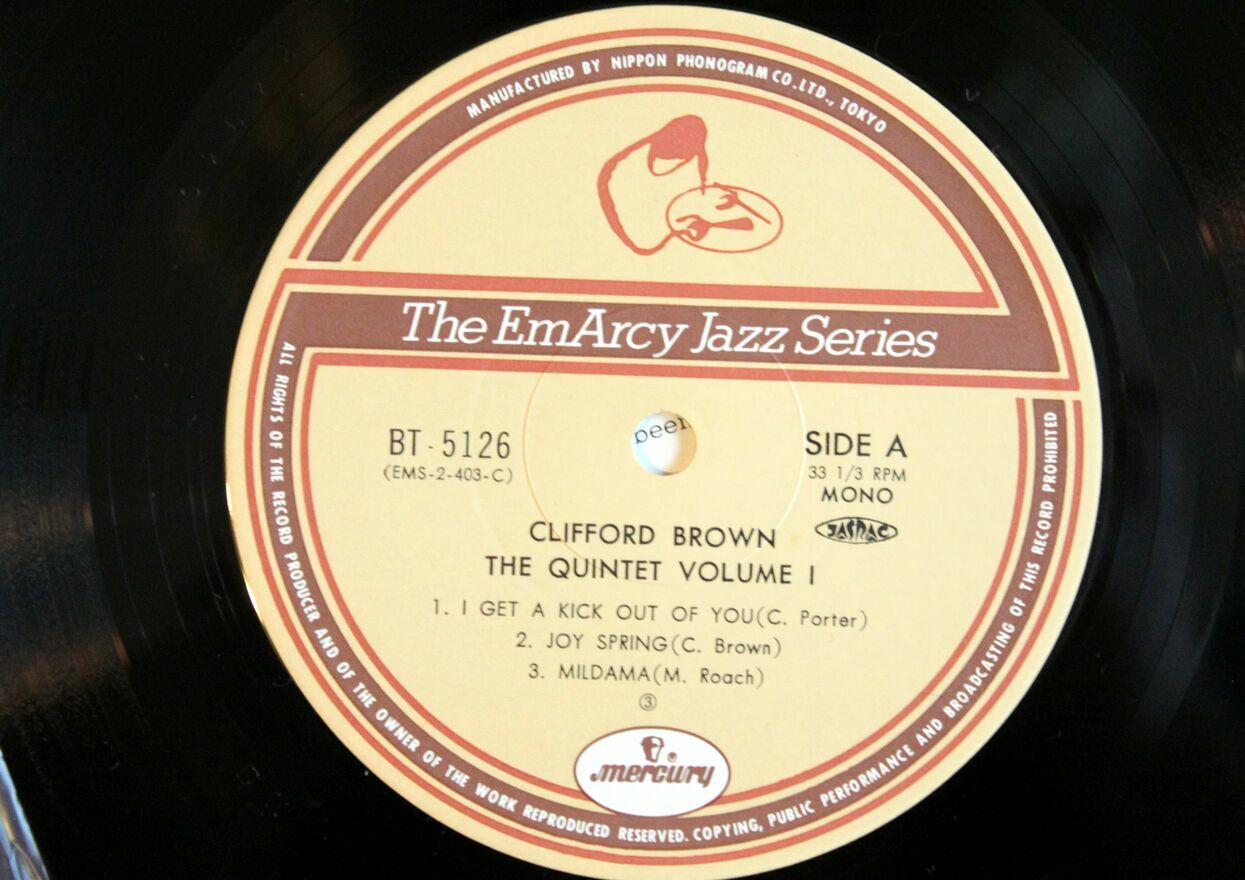 MANUFACTURED BY NIPPON PHONOGRAM CO.,LTD., TOKYO
The EmArcy Jazz Series
BT-5126
(EMS-2-403-C)
SIDE A
33 1/3 RPM
MONO
JASRAC
CLIFFORD BROWN
THE QUINTET VOLUME I
1. I GET A KICK OUT OF YOU(C. Porter)
2. JOY SPRING(C. Brown)
3. MILDAMA(M. Roach)
③
mercury
ALL RIGHTS OF THE RECORD PRODUCER AND OF THE OWNER OF THE WORK REPRODUCED RESERVED. COPYING, PUBLIC PERFORMANCE AND BROADCASTING OF THIS RECORD PROHIBITED